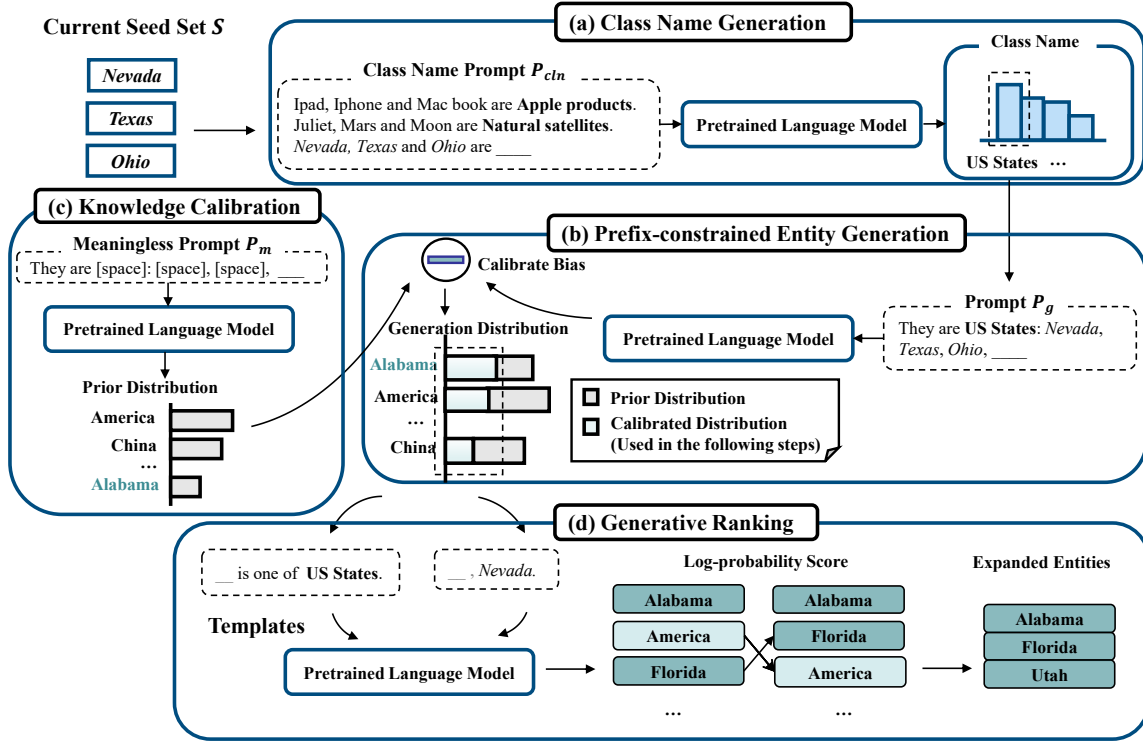 Current Seed Set S
Nevada
Texas
Ohio
(a) Class Name Generation
Class Name Prompt P_cln
Ipad, Iphone and Mac book are Apple products.
Juliet, Mars and Moon are Natural satellites.
Nevada, Texas and Ohio are ____
Pretrained Language Model
Class Name
US States ...
(c) Knowledge Calibration
Meaningless Prompt P_m
They are [space]: [space], [space], ___
Pretrained Language Model
Prior Distribution
America
China
...
Alabama
(b) Prefix-constrained Entity Generation
Calibrate Bias
Generation Distribution
Alabama
America
...
China
Pretrained Language Model
Prompt P_g
They are US States: Nevada,
Texas, Ohio, ____
Prior Distribution
Calibrated Distribution
(Used in the following steps)
(d) Generative Ranking
__ is one of US States.
__ , Nevada.
Templates
Pretrained Language Model
Log-probability Score
Alabama
America
Florida
...
Alabama
Florida
America
...
Expanded Entities
Alabama
Florida
Utah